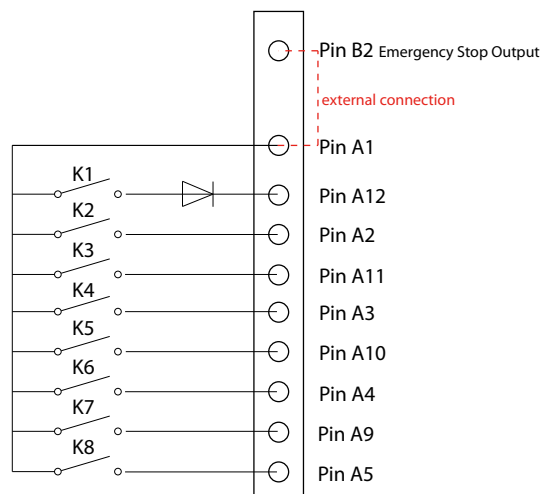 Pin B2 Emergency Stop Output
external connection
Pin A1
K1
Pin A12
K2
Pin A2
K3
Pin A11
K4
Pin A3
K5
Pin A10
K6
Pin A4
K7
Pin A9
K8
Pin A5